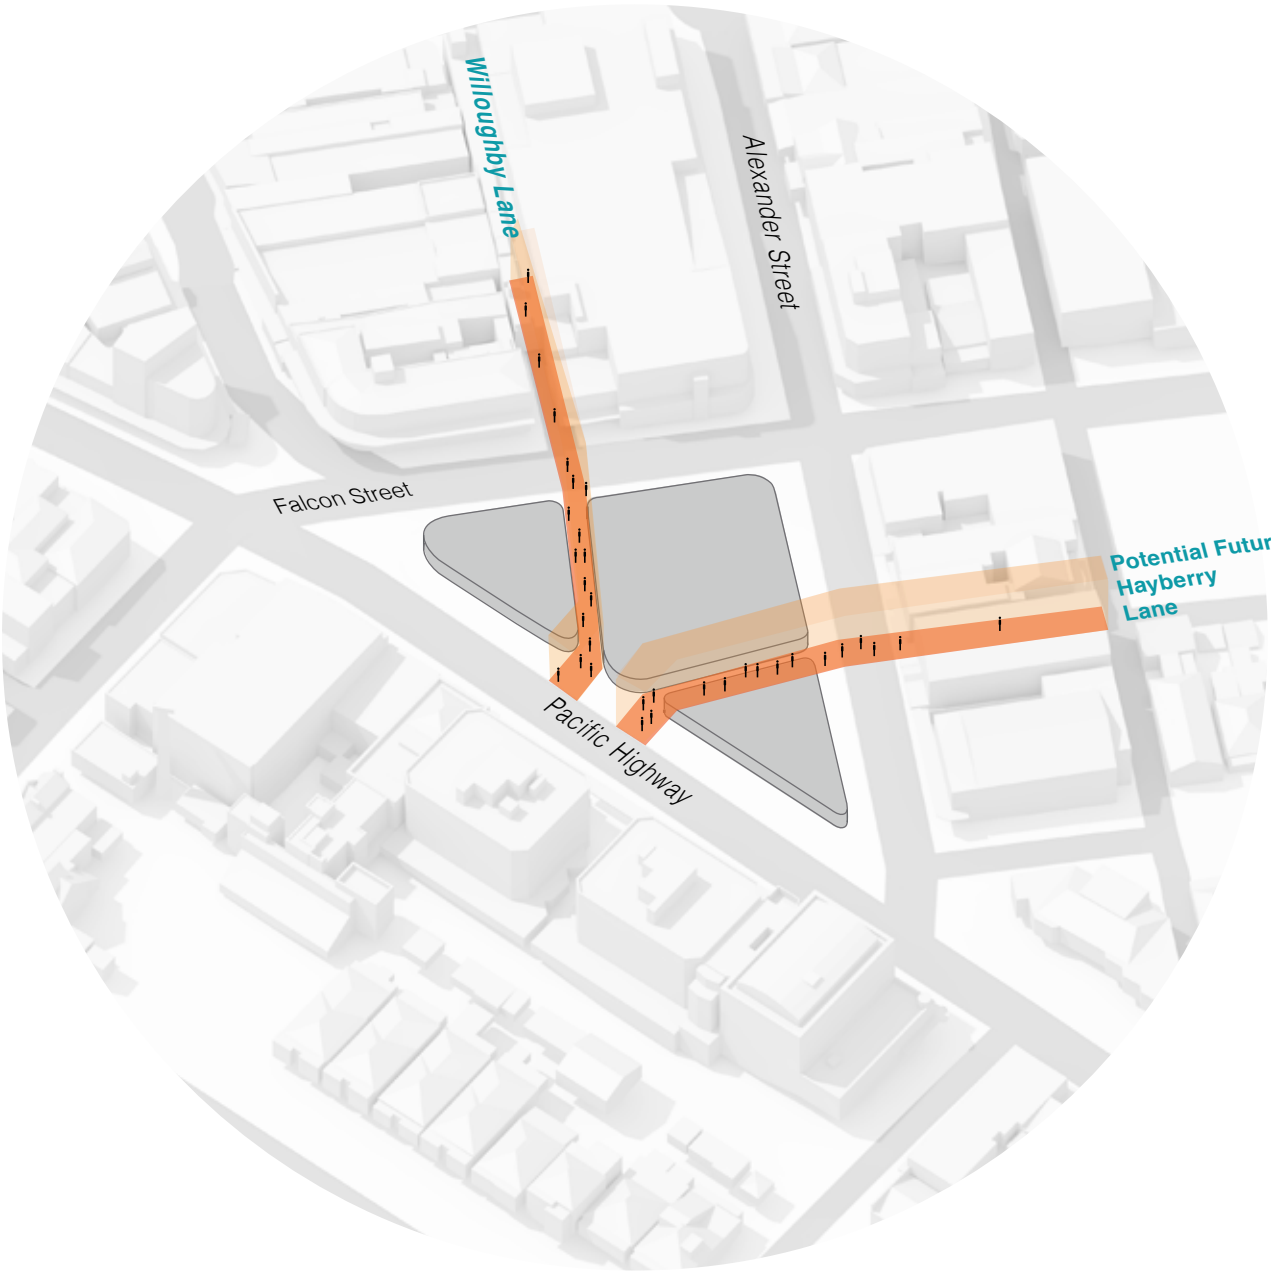 Willoughby Lane
Alexander Street
Falcon Street
Potential Futur
Hayberry
Lane
Pacific Highway